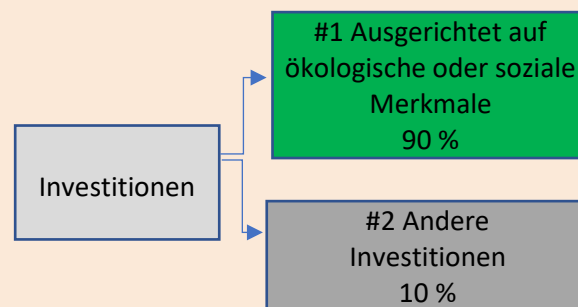 #1 Ausgerichtet auf
ökologische oder soziale
Merkmale
90 %
Investitionen
#2 Andere
Investitionen
10 %